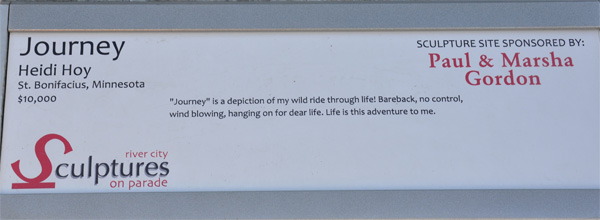 Journey
Heidi Hoy
St. Bonifacius, Minnesota
$10,000
SCULPTURE SITE SPONSORED BY:
Paul & Marsha
Gordon
"Journey" is a depiction of my wild ride through life! Bareback, no control,
wind blowing, hanging on for dear life. Life is this adventure to me.
river city
Sculptures
on parade